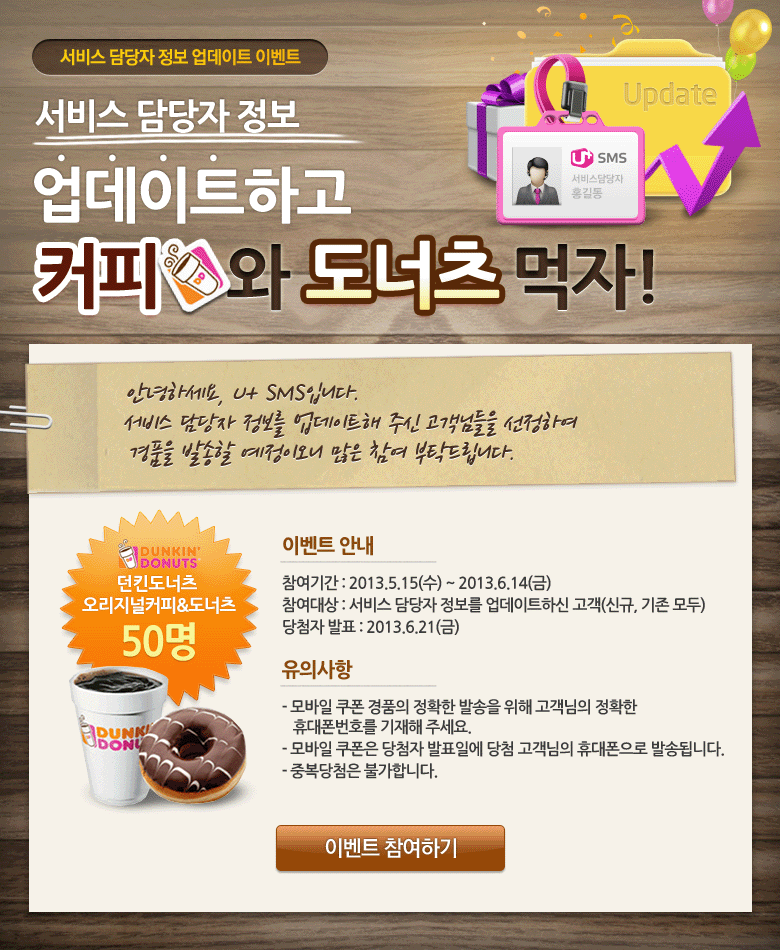 서비스 담당자 정보 업데이트 이벤트
서비스 담당자 정보
업데이트하고
커피와 도너츠 먹자!
Update
U+ SMS
서비스담당자
홍길동
안녕하세요, U+ SMS입니다.
서비스 담당자 정보를 업데이트해 주신 고객님들을 선정하여
경품을 발송할 예정이오니 많은 참여 부탁드립니다.
DUNKIN'
DONUTS
던킨도너츠
오리지널커피&도너츠
50명
DUNKIN'
DONU
이벤트 안내
참여기간 : 2013.5.15(수) ~ 2013.6.14(금)
참여대상 : 서비스 담당자 정보를 업데이트하신 고객(신규, 기존 모두)
당첨자 발표 : 2013.6.21(금)
유의사항
- 모바일 쿠폰 경품의 정확한 발송을 위해 고객님의 정확한
휴대폰번호를 기재해 주세요.
- 모바일 쿠폰은 당첨자 발표일에 당첨 고객님의 휴대폰으로 발송됩니다.
- 중복당첨은 불가합니다.
이벤트 참여하기